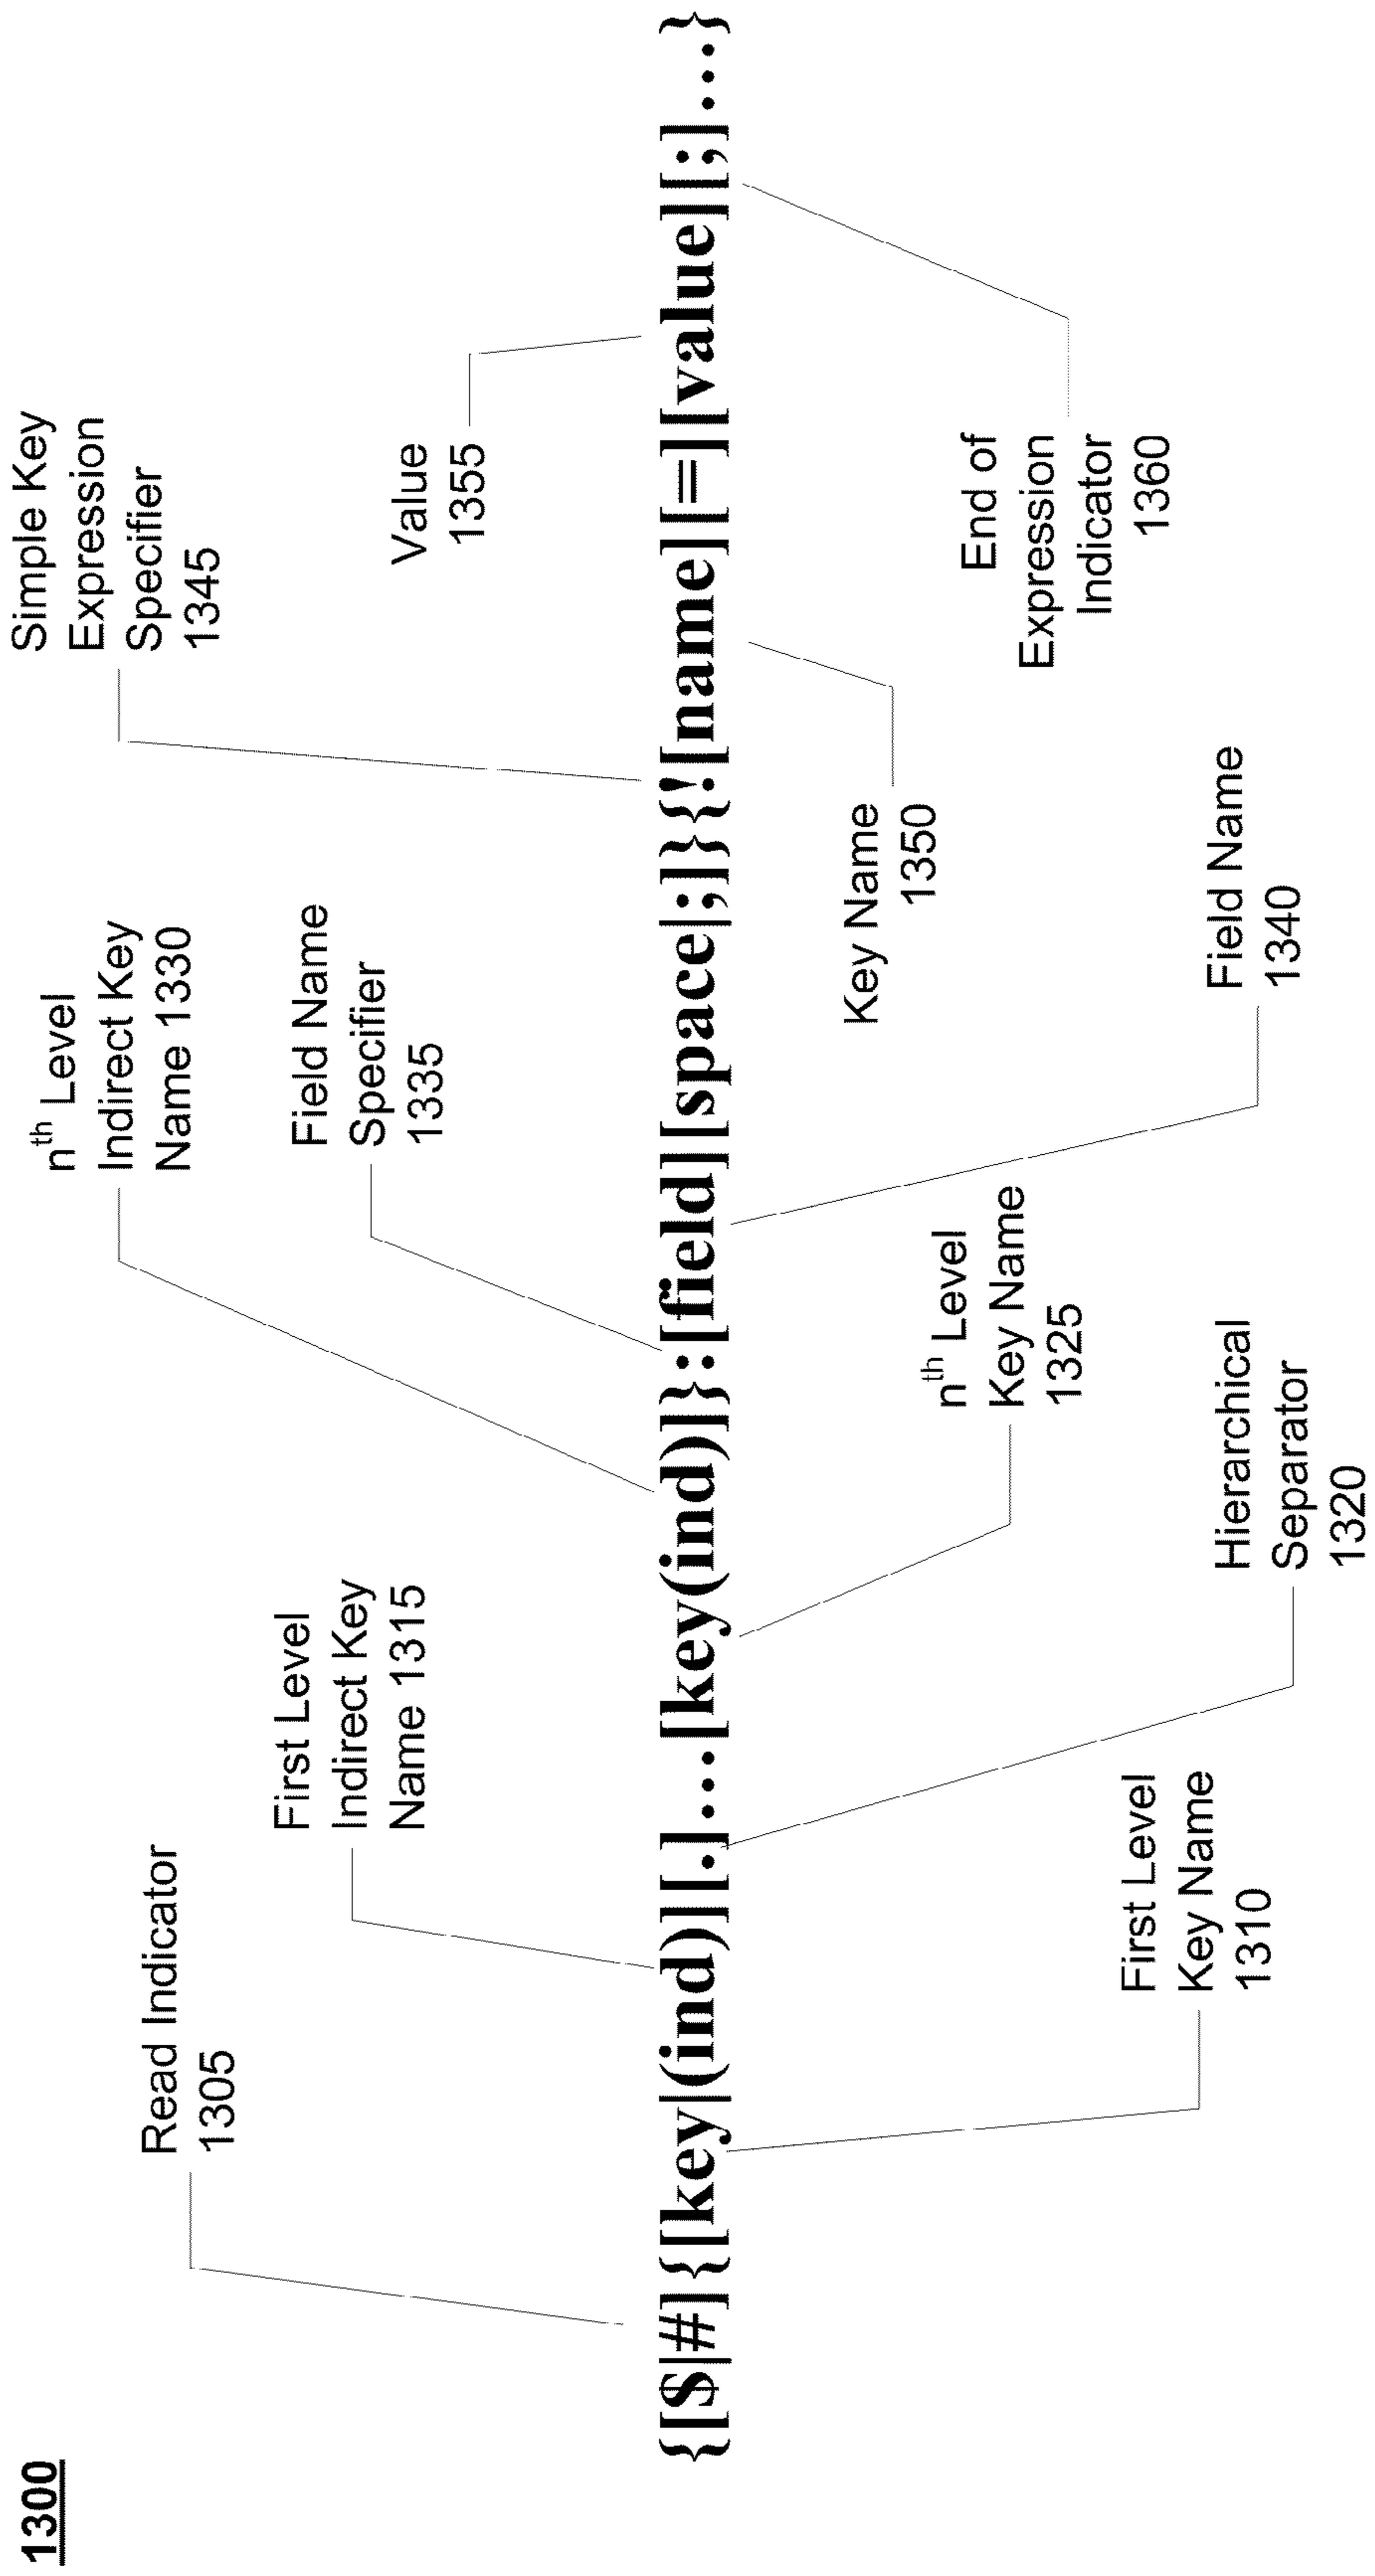 1300
Read Indicator
1305
First Level
Indirect Key
Name 1315
nth Level
Indirect Key
Name 1330
Field Name
Specifier
1335
Simple Key
Expression
Specifier
1345
Value
1355
{[$|#]{[key|(ind)][.]...[key(ind)]}:[field][space|;]}{![name][=][value][;]...}
First Level
Key Name
1310
Hierarchical
Separator
1320
nth Level
Key Name
1325
Field Name
1340
Key Name
1350
End of
Expression
Indicator
1360